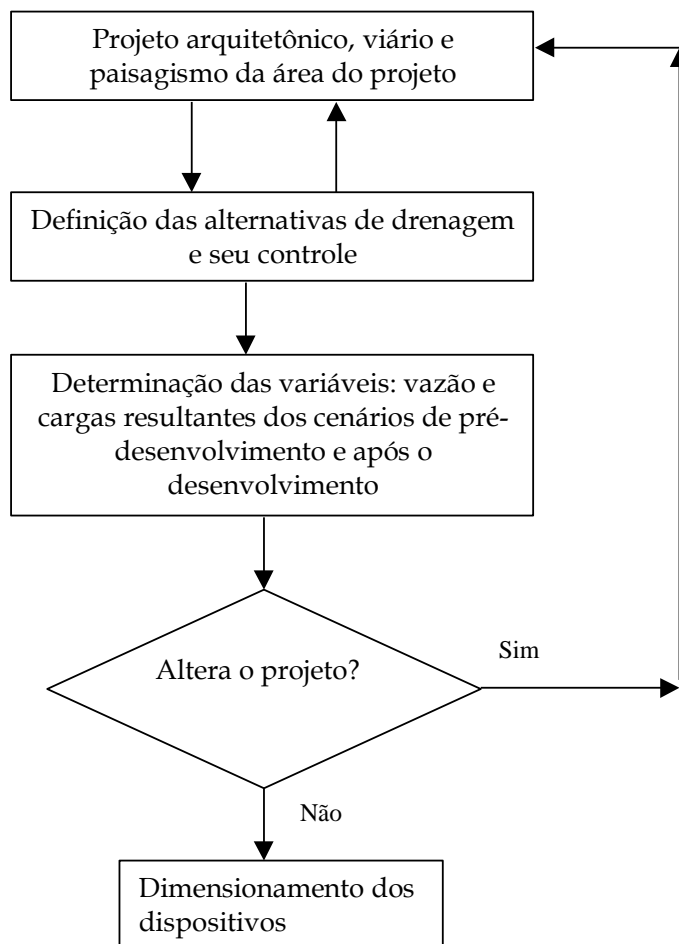 Projeto arquitetônico, viário e
paisagismo da área do projeto
Definição das alternativas de drenagem
e seu controle
Determinação das variáveis: vazão e
cargas resultantes dos cenários de pré-
desenvolvimento e após o
desenvolvimento
Altera o projeto?
Sim
Não
Dimensionamento dos
dispositivos